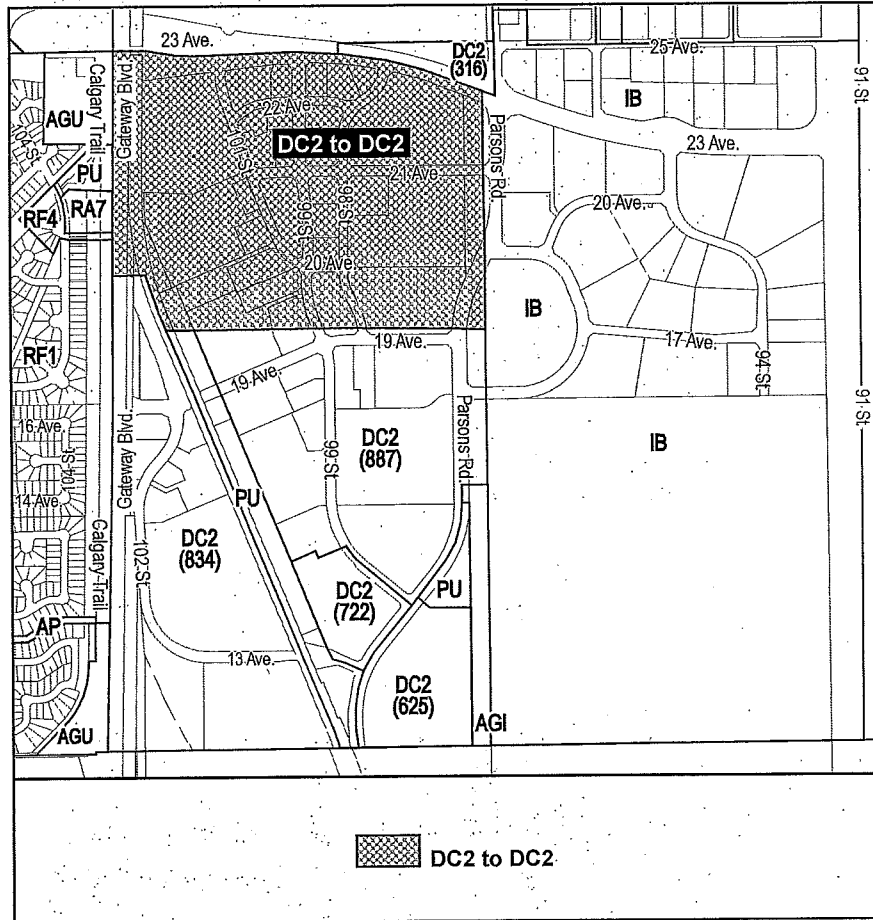 23 Ave.
DC2
(316)
25 Ave.
91 St.
Calgary Trail
Gateway Blvd.
AGU
104 St.
22 Ave.
101 St.
DC2 to DC2
IB
Parsons Rd.
23 Ave.
PU
21 Ave.
RF4
RA7
99 St.
98 St.
20 Ave.
20 Ave.
IB
RF1
19 Ave.
19 Ave.
17 Ave.
94 St.
91 St.
16 Ave.
104 St.
Gateway Blvd.
DC2
(887)
Parsons Rd.
IB
99 St.
14 Ave.
PU
Calgary Trail
102 St.
DC2
(834)
DC2
(722)
PU
AP
13 Ave.
DC2
(625)
AGU
AGI
DC2 to DC2